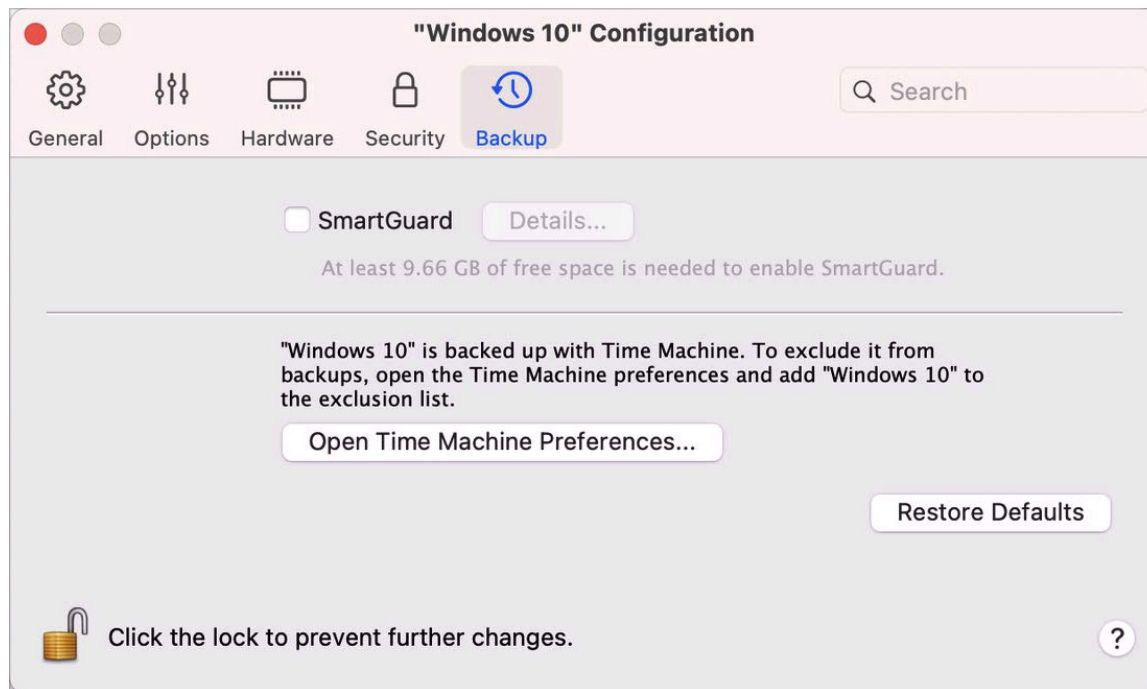 "Windows 10" Configuration
General
Options
Hardware
Security
Backup
Search
SmartGuard
Details...
At least 9.66 GB of free space is needed to enable SmartGuard.
"Windows 10" is backed up with Time Machine. To exclude it from
backups, open the Time Machine preferences and add "Windows 10" to
the exclusion list.
Open Time Machine Preferences...
Restore Defaults
Click the lock to prevent further changes.
?